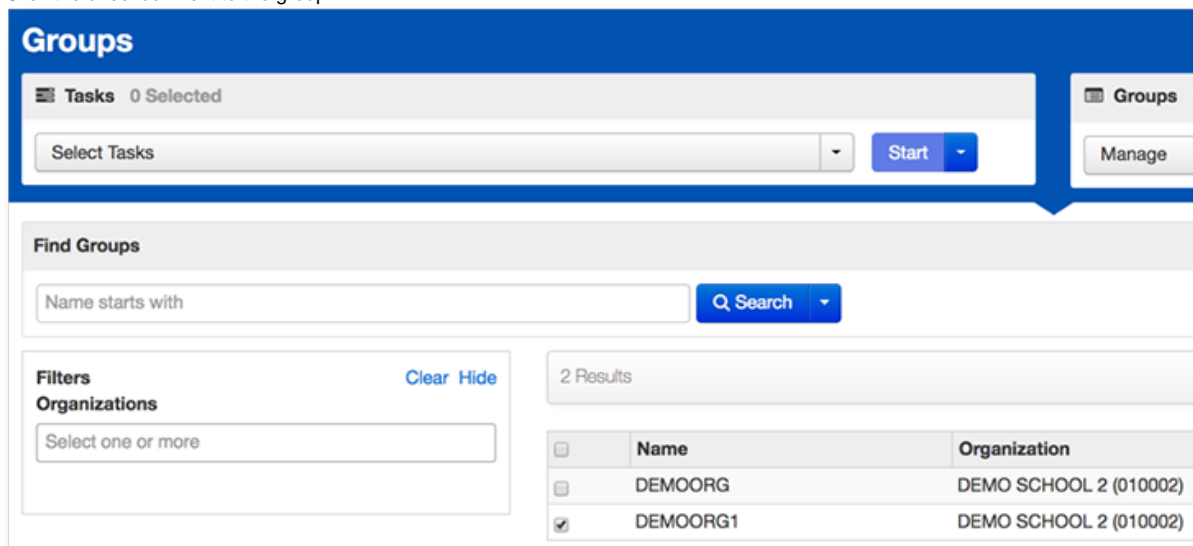 Groups
Tasks 0 Selected
Groups
Select Tasks
Start
Manage
Find Groups
Name starts with
Search
Filters
Clear Hide
Organizations
Select one or more
2 Results
Name Organization
DEMOORG DEMO SCHOOL 2 (010002)
DEMOORG1 DEMO SCHOOL 2 (010002)